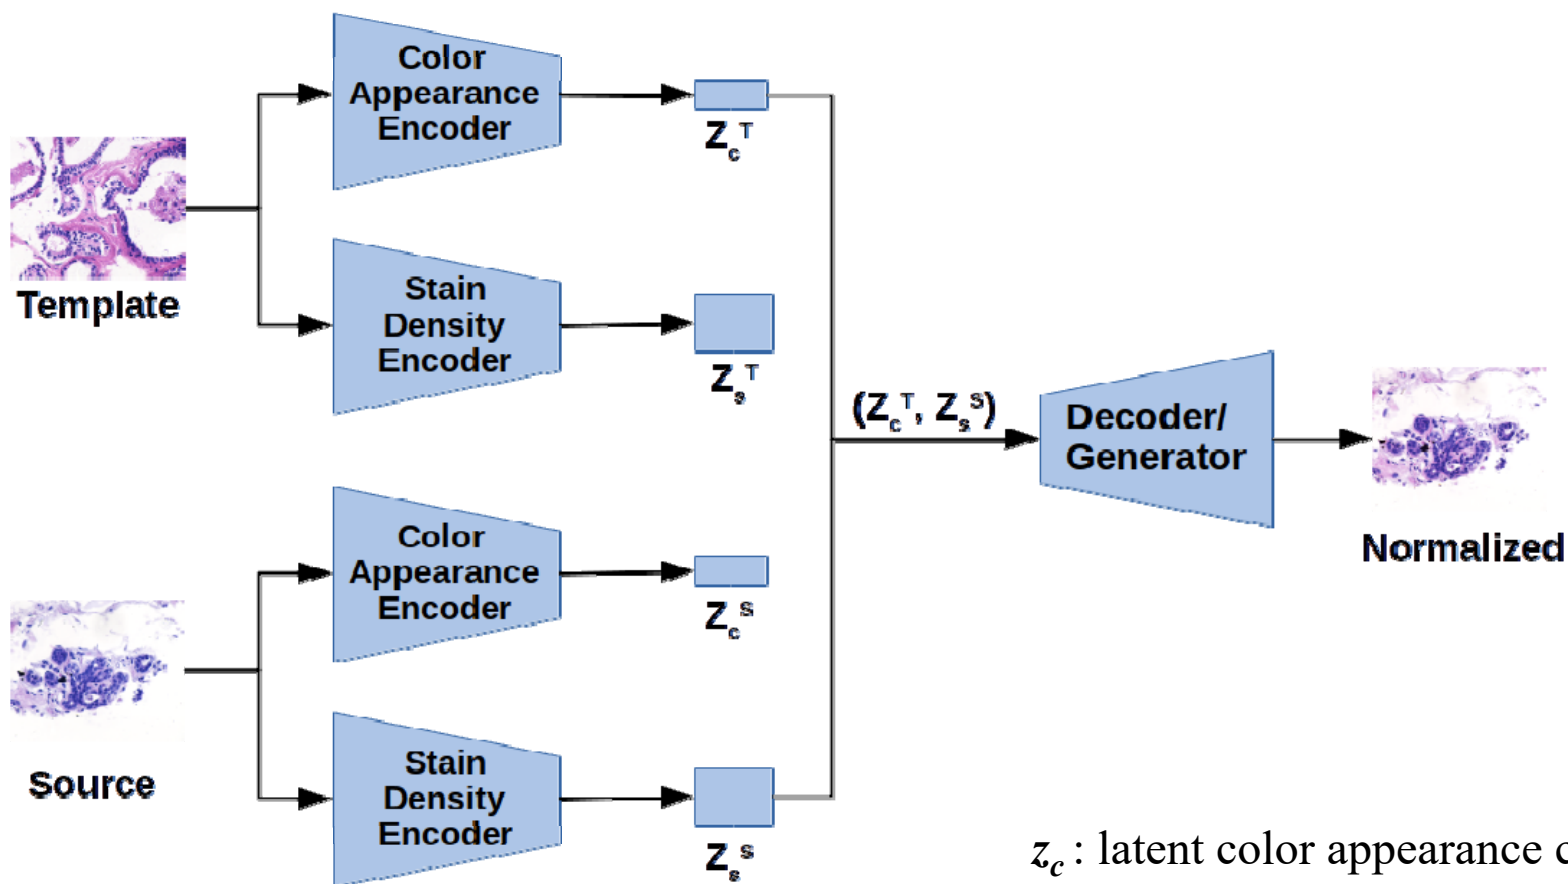 Color
Appearance
Encoder
Z_c^T
Template
Stain
Density
Encoder
Z_s^T
(Z_c^T, Z_s^S)
Decoder/
Generator
Normalized
Color
Appearance
Encoder
Z_c^S
Source
Stain
Density
Encoder
Z_s^S
z_c : latent color appearance